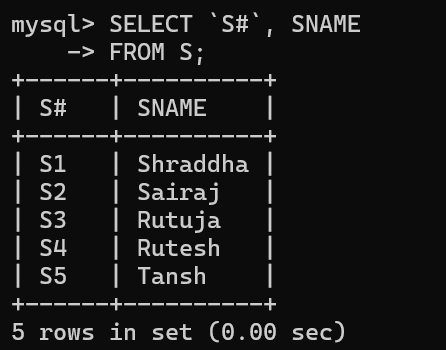 mysql> SELECT `S#`, SNAME
    -> FROM S;
+------+-----------+
| S#   | SNAME     |
+------+-----------+
| S1   | Shraddha |
| S2   | Sairaj    |
| S3   | Rutuja    |
| S4   | Rutesh    |
| S5   | Tansh     |
+------+-----------+
5 rows in set (0.00 sec)